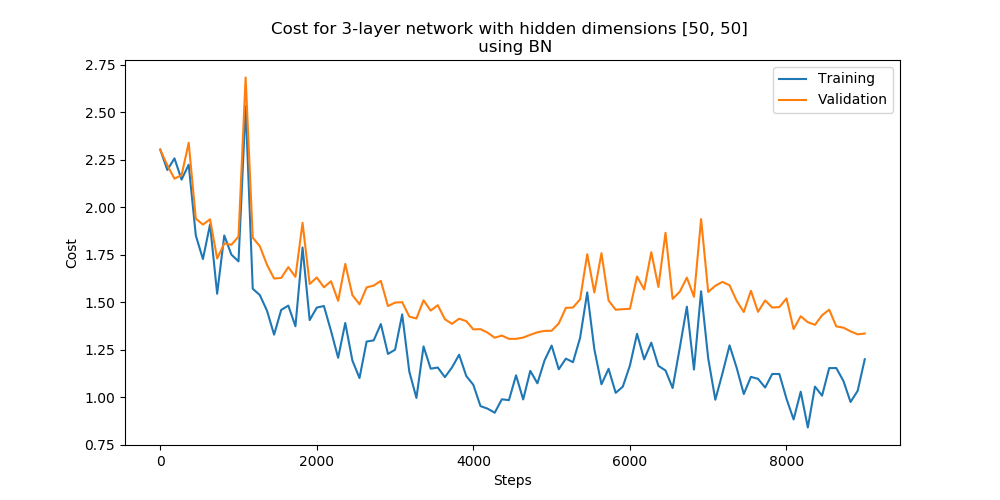 Cost for 3-layer network with hidden dimensions [50, 50]
using BN
Training
Validation
2.75
2.50
2.25
2.00
1.75
1.50
1.25
1.00
0.75
Cost
0 2000 4000 6000 8000
Steps